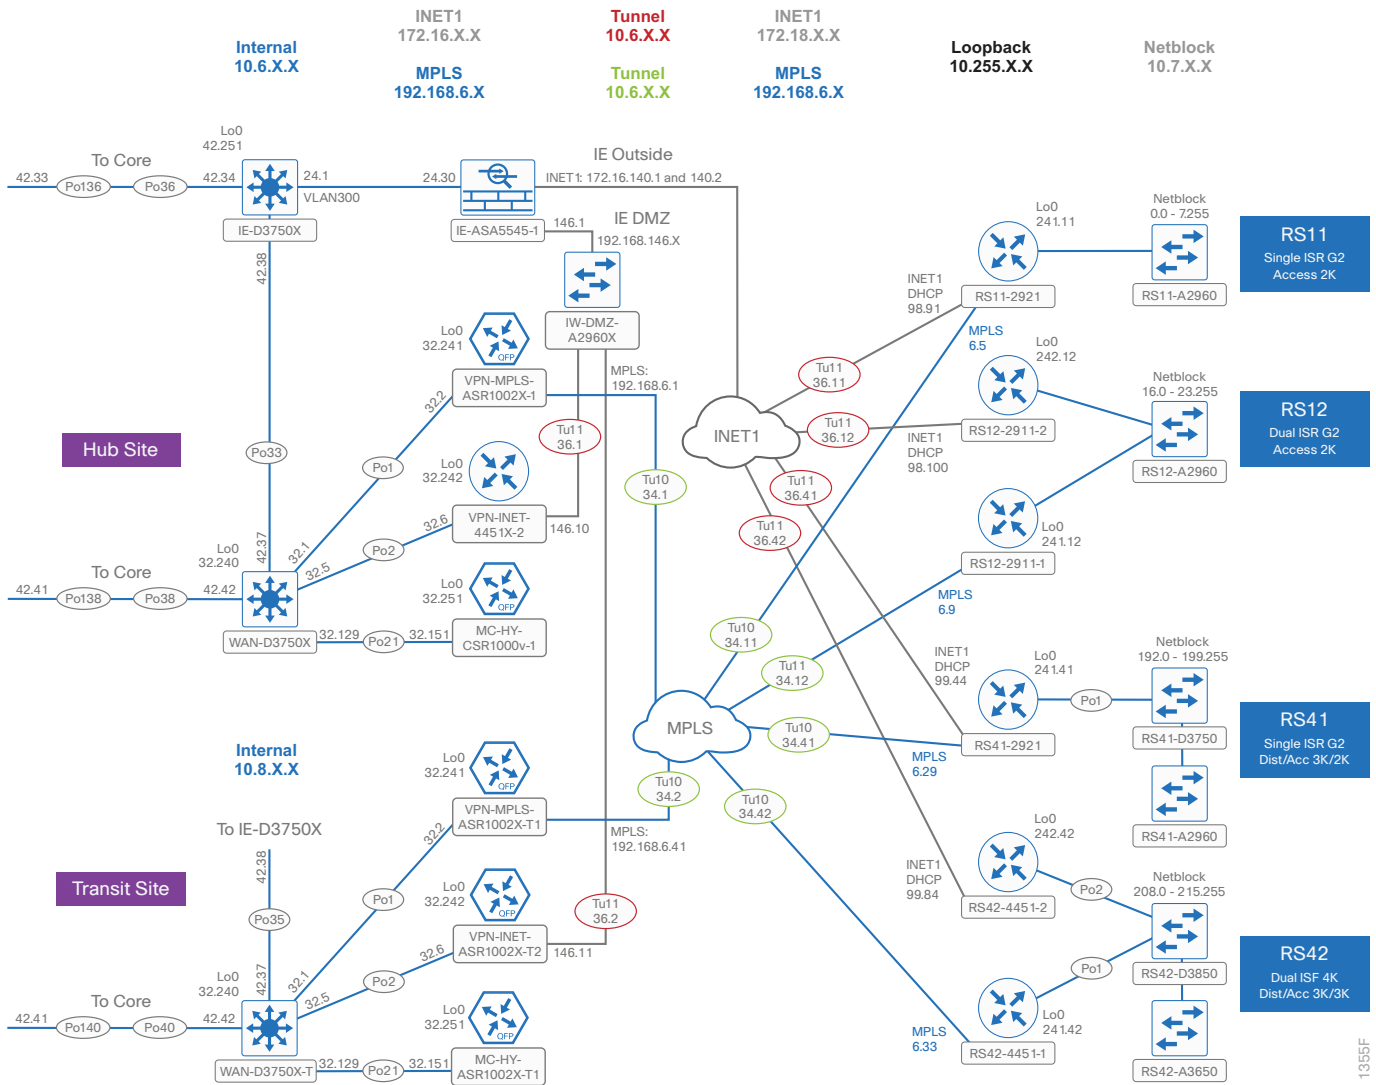 INET1
172.16.X.X
Tunnel
10.6.X.X
INET1
172.18.X.X
Internal
10.6.X.X
Loopback
10.255.X.X
Netblock
10.7.X.X
MPLS
192.168.6.X
Tunnel
10.6.X.X
MPLS
192.168.6.X
Lo0
42.251
To Core
42.33
Po136
Po36
42.34
24.1
VLAN300
24.30
IE-D3750X
IE-ASA5545-1
IE Outside
INET1: 172.16.140.1 and 140.2
146.1
IE DMZ
192.168.146.X
IW-DMZ-
A2960X
42.38
Po33
42.37
Hub Site
Lo0
32.241
QFP
VPN-MPLS-
ASR1002X-1
MPLS:
192.168.6.1
32.2
Po1
32.1
Tu11
36.1
Lo0
32.242
VPN-INET-
4451X-2
146.10
32.6
Po2
32.5
Tu10
34.1
Lo0
32.240
To Core
42.41
Po138
Po38
42.42
WAN-D3750X
32.129
Po21
32.151
Lo0
32.251
QFP
MC-HY-
CSR1000v-1
INET1
MPLS
Tu11
36.11
Tu11
36.12
Tu11
36.41
Tu11
36.42
Tu10
34.11
Tu11
34.12
Tu10
34.41
Tu10
34.42
Tu10
34.2
Lo0
241.11
INET1
DHCP
98.91
RS11-2921
MPLS
6.5
Netblock
0.0 - 7.255
RS11-A2960
RS11
Single ISR G2
Access 2K
Lo0
242.12
RS12-2911-2
INET1
DHCP
98.100
Netblock
16.0 - 23.255
RS12-A2960
RS12
Dual ISR G2
Access 2K
Lo0
241.12
RS12-2911-1
MPLS
6.9
INET1
DHCP
99.44
Lo0
241.41
RS41-2921
MPLS
6.29
Po1
Netblock
192.0 - 199.255
RS41-D3750
RS41-A2960
RS41
Single ISR G2
Dist/Acc 3K/2K
Lo0
242.42
INET1
DHCP
99.84
RS42-4451-2
Po2
Netblock
208.0 - 215.255
RS42-D3850
RS42-A3650
RS42
Dual ISF 4K
Dist/Acc 3K/3K
Po1
Lo0
241.42
RS42-4451-1
MPLS
6.33
Internal
10.8.X.X
To IE-D3750X
42.38
Transit Site
Po35
42.37
Lo0
32.241
QFP
VPN-MPLS-
ASR1002X-T1
MPLS:
192.168.6.41
32.2
Po1
32.1
Lo0
32.242
QFP
VPN-INET-
ASR1002X-T2
146.11
Tu11
36.2
32.6
Po2
32.5
Lo0
32.240
To Core
42.41
Po140
Po40
42.42
WAN-D3750X-T
32.129
Po21
32.151
Lo0
32.251
QFP
MC-HY-
ASR1002X-T1
1355F